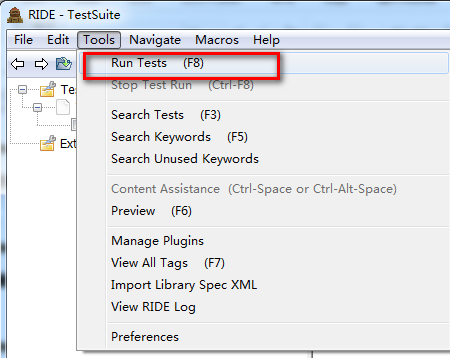 RIDE - TestSuite
File Edit Tools Navigate Macros Help
Run Tests (F8)
Stop Test Run (Ctrl-F8)
Search Tests (F3)
Search Keywords (F5)
Search Unused Keywords
Content Assistance (Ctrl-Space or Ctrl-Alt-Space)
Preview (F6)
Manage Plugins
View All Tags (F7)
Import Library Spec XML
View RIDE Log
Preferences
Te
Ext